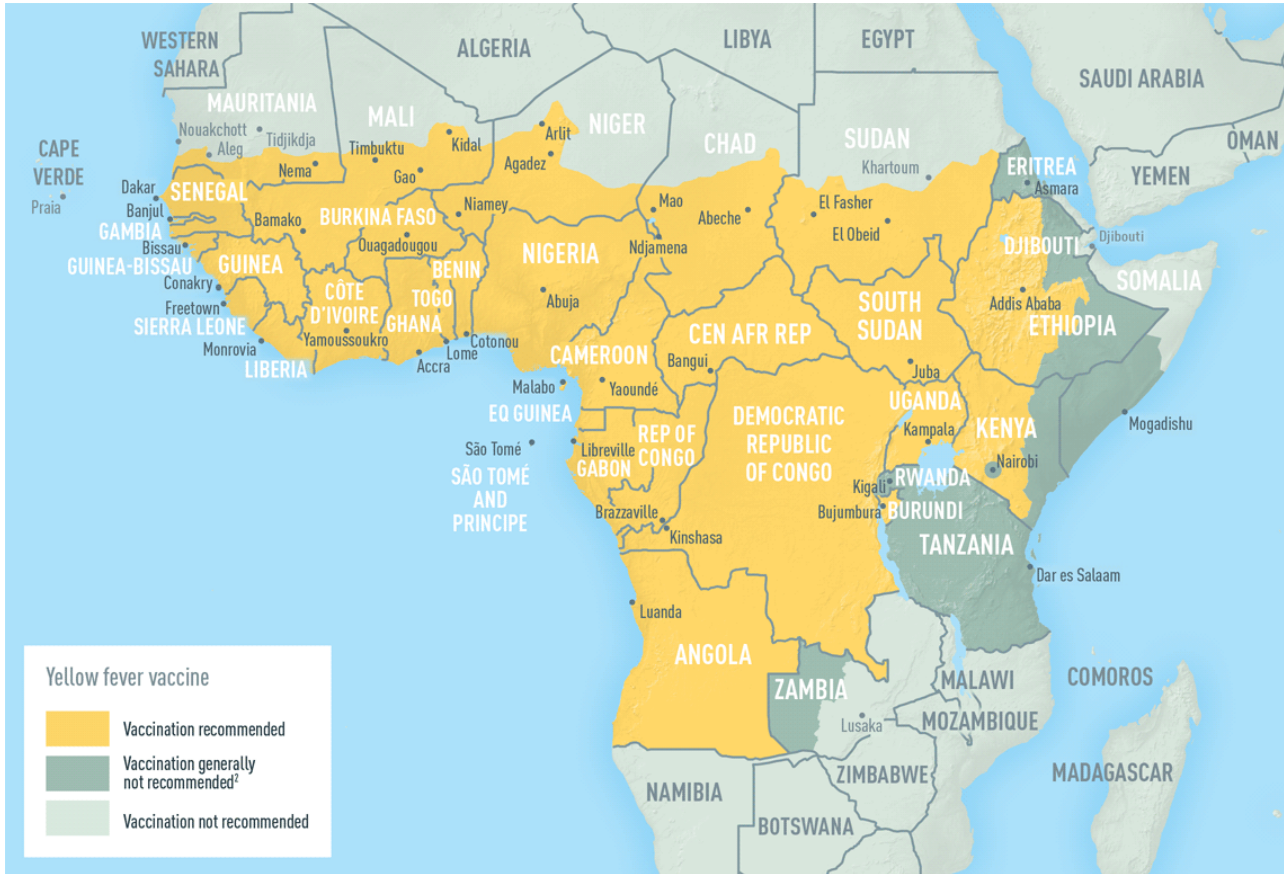 WESTERN
SAHARA
ALGERIA
LIBYA
EGYPT
SAUDI ARABIA
OMAN
YEMEN
MAURITANIA
Nouakchott
Tidjikdja
Aleg
MALI
Timbuktu
Kidal
Nema
Gao
Arlit
NIGER
Agadez
CHAD
SUDAN
Khartoum
ERITREA
Asmara
CAPE
VERDE
Praia
Dakar
SENEGAL
Banjul
GAMBIA
Bissau
GUINEA-BISSAU
Bamako
BURKINA FASO
Ouagadougou
Niamey
Mao
Abeche
Ndjamena
El Fasher
El Obeid
DJIBOUTI
Djibouti
SOMALIA
GUINEA
Conakry
Freetown
SIERRA LEONE
Monrovia
LIBERIA
CÔTE
D'IVOIRE
Yamoussoukro
BENIN
TOGO
GHANA
Accra
Lome
Cotonou
NIGERIA
Abuja
CAMEROON
Yaoundé
Malabo
EQ GUINEA
CEN AFR REP
Bangui
SOUTH
SUDAN
Juba
Addis Ababa
ETHIOPIA
São Tomé
SÃO TOMÉ
AND
PRINCIPE
Libreville
GABON
REP OF
CONGO
Brazzaville
Kinshasa
DEMOCRATIC
REPUBLIC
OF CONGO
UGANDA
Kampala
KENYA
Nairobi
Mogadishu
Kigali
RWANDA
Bujumbura
BURUNDI
TANZANIA
Dar es Salaam
Luanda
ANGOLA
ZAMBIA
Lusaka
MALAWI
MOZAMBIQUE
COMOROS
MADAGASCAR
ZIMBABWE
NAMIBIA
BOTSWANA
Yellow fever vaccine
Vaccination recommended
Vaccination generally
not recommended²
Vaccination not recommended